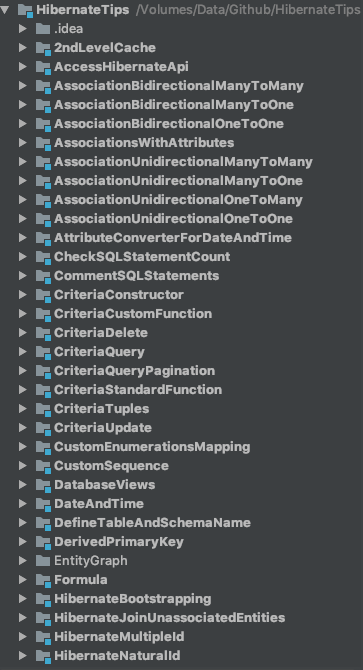 HibernateTips /Volumes/Data/Github/HibernateTips
.idea
2ndLevelCache
AccessHibernateApi
AssociationBidirectionalManyToMany
AssociationBidirectionalManyToOne
AssociationBidirectionalOneToOne
AssociationsWithAttributes
AssociationUnidirectionalManyToMany
AssociationUnidirectionalManyToOne
AssociationUnidirectionalOneToMany
AssociationUnidirectionalOneToOne
AttributeConverterForDateAndTime
CheckSQLStatementCount
CommentSQLStatements
CriteriaConstructor
CriteriaCustomFunction
CriteriaDelete
CriteriaQuery
CriteriaQueryPagination
CriteriaStandardFunction
CriteriaTuples
CriteriaUpdate
CustomEnumerationsMapping
CustomSequence
DatabaseViews
DateAndTime
DefineTableAndSchemaName
DerivedPrimaryKey
EntityGraph
Formula
HibernateBootstrapping
HibernateJoinUnassociatedEntities
HibernateMultipleId
HibernateNaturalId